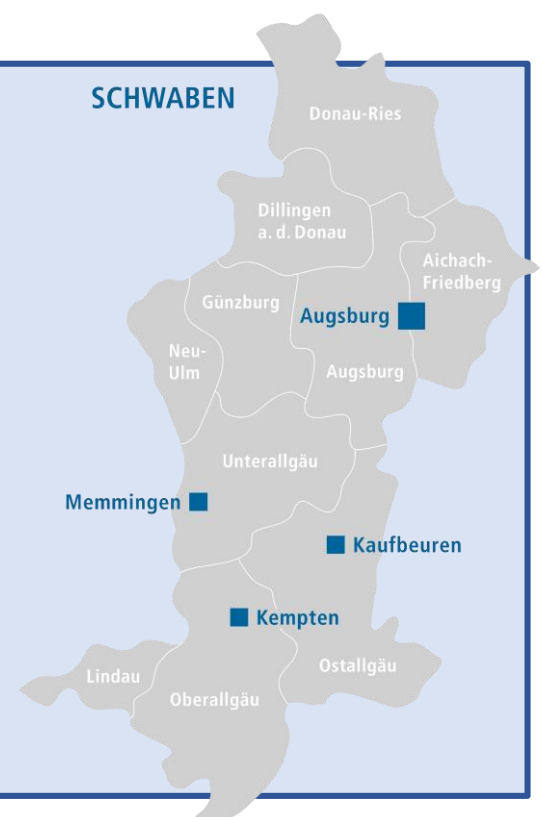 SCHWABEN
Donau-Ries
Dillingen
a. d. Donau
Aichach-
Friedberg
Günzburg
Augsburg
Neu-
Ulm
Augsburg
Unterallgäu
Memmingen
Kaufbeuren
Kempten
Ostallgäu
Lindau
Oberallgäu